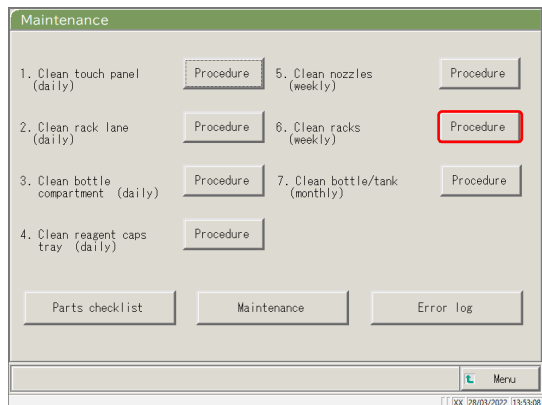 Maintenance
1. Clean touch panel
(daily)
Procedure
5. Clean nozzles
(weekly)
Procedure
2. Clean rack lane
(daily)
Procedure
6. Clean racks
(weekly)
Procedure
3. Clean bottle
compartment (daily)
Procedure
7. Clean bottle/tank
(monthly)
Procedure
4. Clean reagent caps
tray (daily)
Procedure
Parts checklist
Maintenance
Error log
Menu
XX 28/03/2022 13:53:08